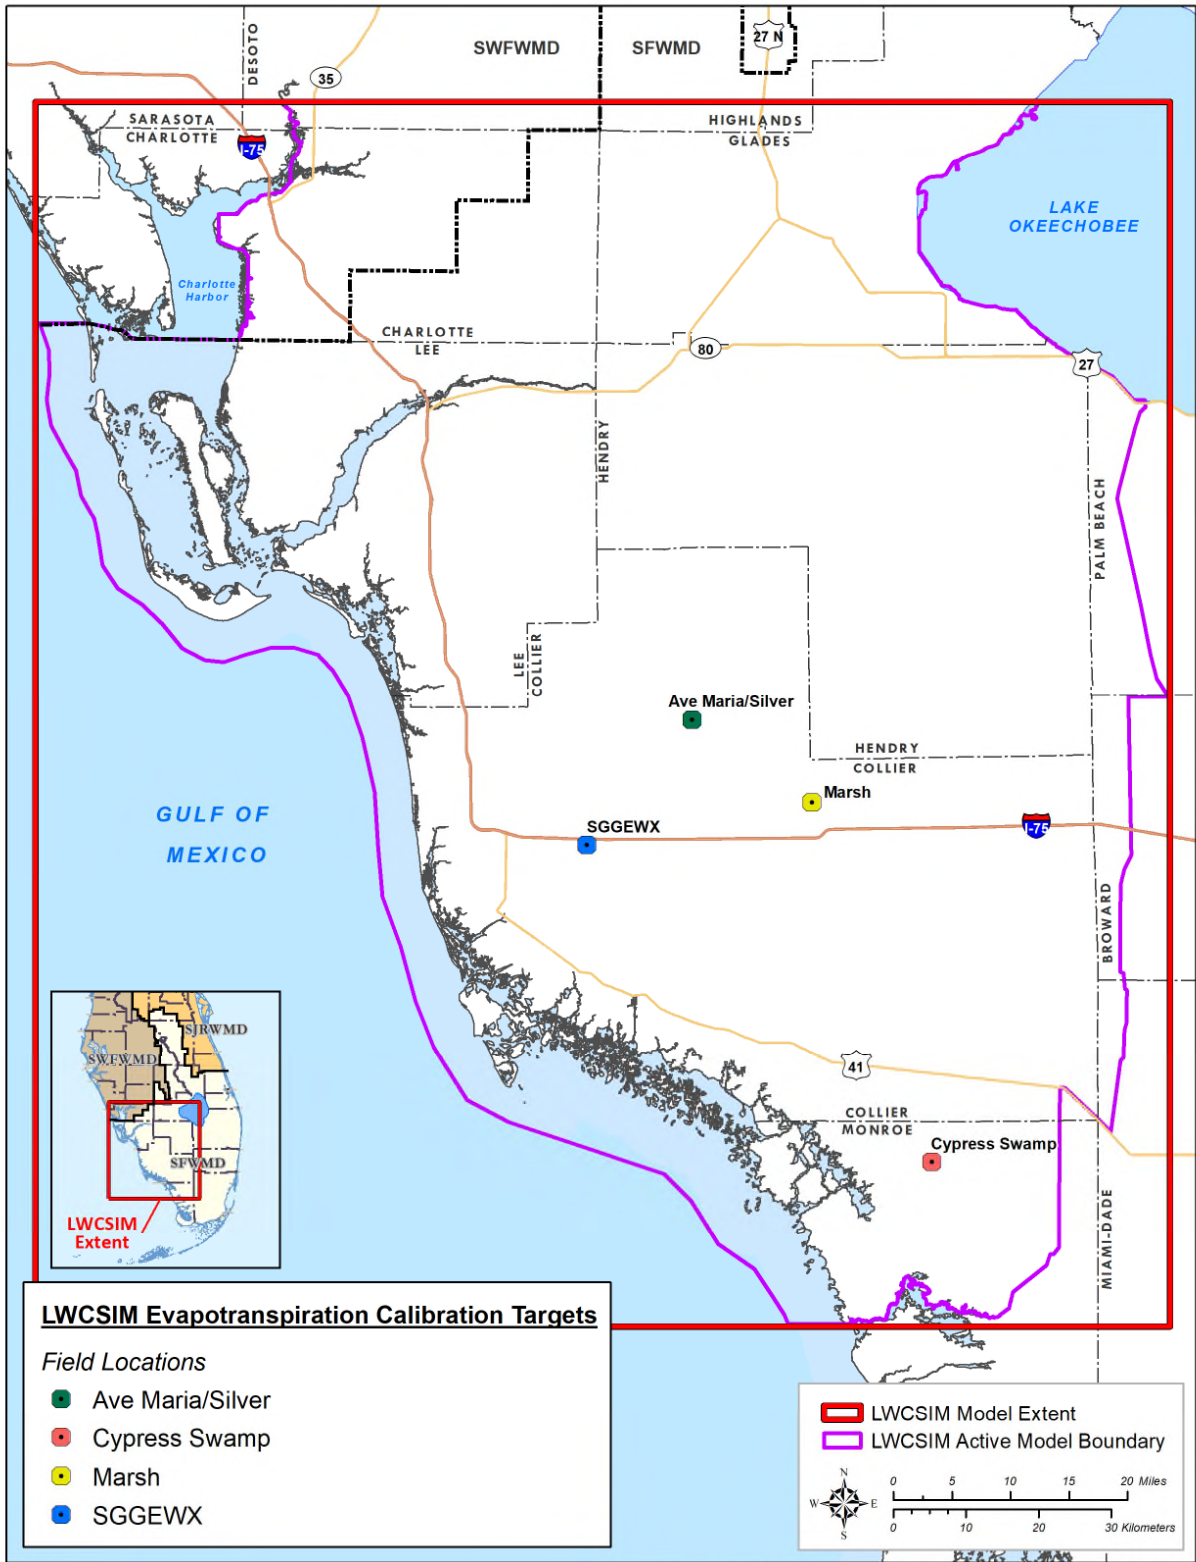 DESOTO
35
SWFWMD
SFWMD
27 N
SARASOTA
CHARLOTTE
I-75
HIGHLANDS
GLADES
LAKE
OKEECHOBEE
Charlotte
Harbor
CHARLOTTE
LEE
80
27
HENDRY
PALM BEACH
LEE
COLLIER
Ave Maria/Silver
HENDRY
COLLIER
Marsh
GULF OF
MEXICO
SGGEWX
I-75
BROWARD
41
COLLIER
MONROE
Cypress Swamp
MIAMI-DADE
SJRWMD
SWFWMD
SFWMD
LWCSIM
Extent
LWCSIM Evapotranspiration Calibration Targets
Field Locations
Ave Maria/Silver
Cypress Swamp
Marsh
SGGEWX
LWCSIM Model Extent
LWCSIM Active Model Boundary
N
W E
S
0 5 10 15 20 Miles
0 10 20 30 Kilometers